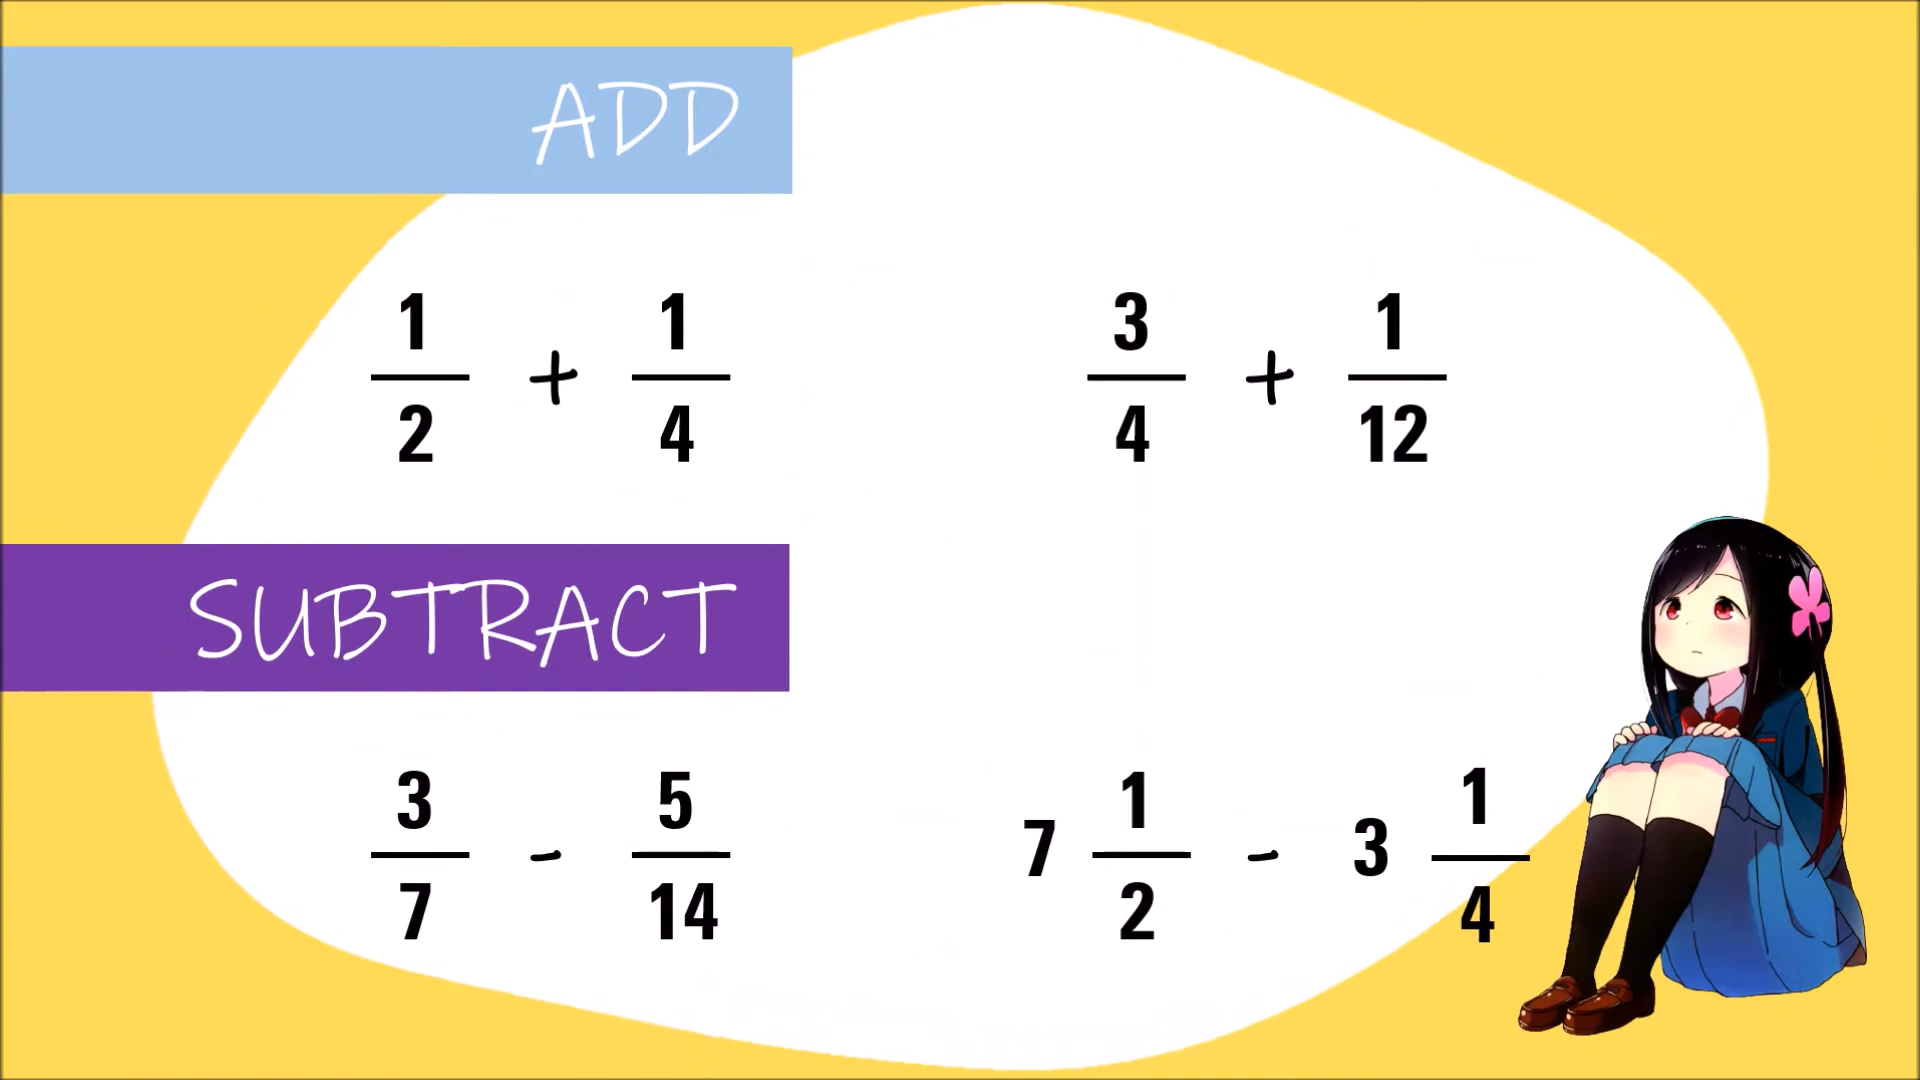 ADD
1/2 + 1/4
3/4 + 1/12
SUBTRACT
3/7 - 5/14
7 1/2 - 3 1/4